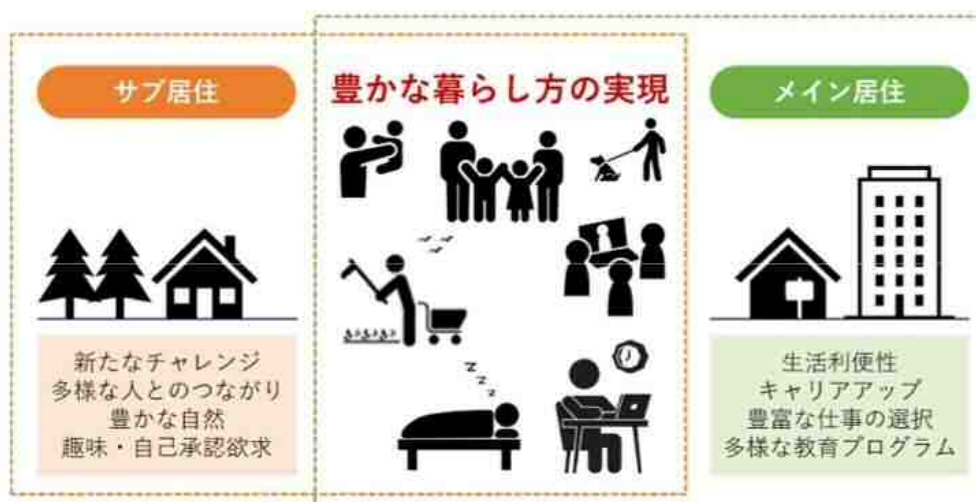 サブ居住
新たなチャレンジ
多様な人とのつながり
豊かな自然
趣味・自己承認欲求
豊かな暮らし方の実現
z
z
z
メイン居住
生活利便性
キャリアアップ
豊富な仕事の選択
多様な教育プログラム